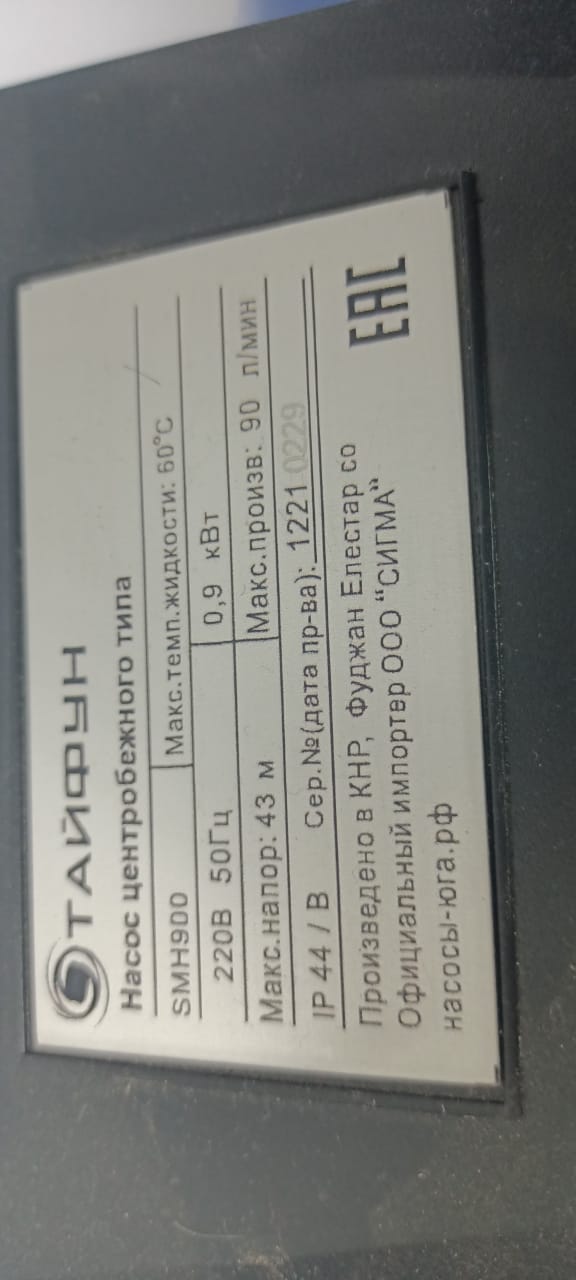 ТАЙФУН
Насос центробежного типа
SMH900 Макс.темп.жидкости: 60°C
220В 50Гц 0,9 кВт
Макс.напор: 43 м Макс.произв: 90 л/мин
IP 44 / B Сер.№(дата пр-ва): 1221 0229
Произведено в КНР, Фуджан Елестар со
Официальный импортер ООО "СИГМА"
насосы-юга.рф
EAC